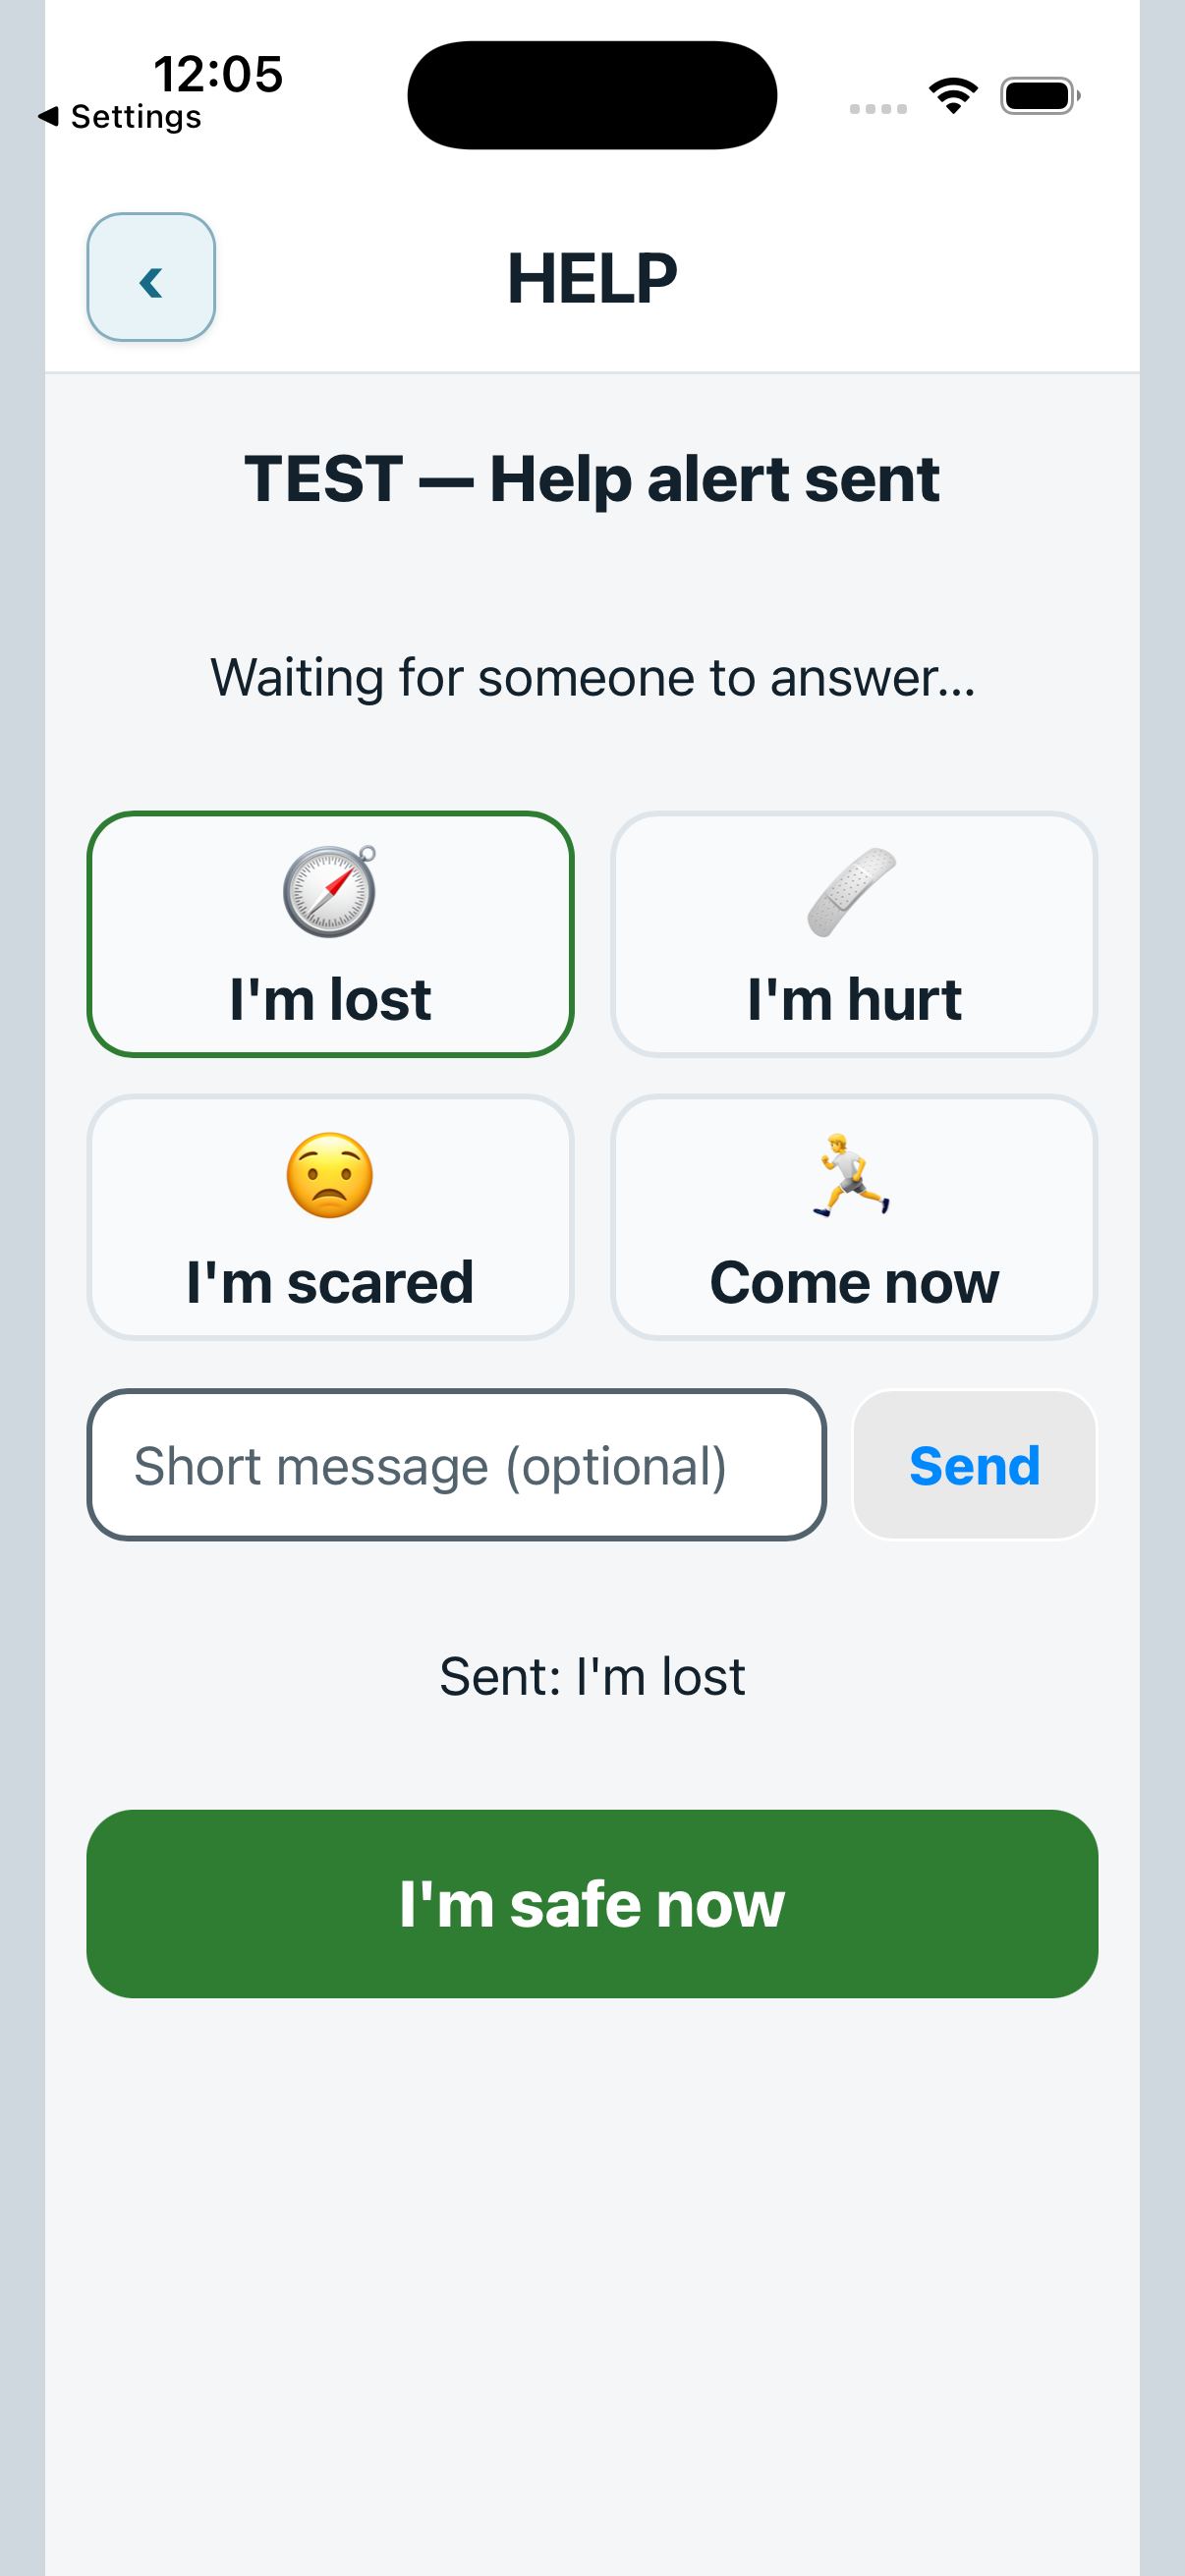 12:05
◀ Settings
‹
HELP
TEST — Help alert sent
Waiting for someone to answer...
I'm lost
I'm hurt
I'm scared
Come now
Short message (optional)
Send
Sent: I'm lost
I'm safe now